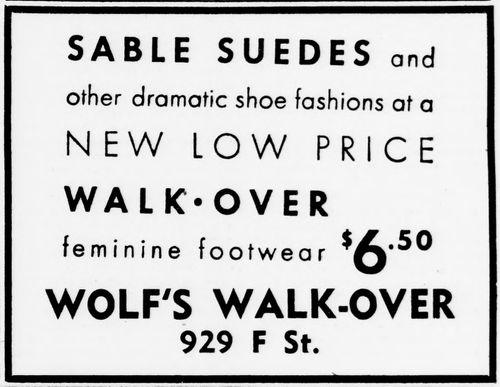 SABLE SUEDES and
other dramatic shoe fashions at a
NEW LOW PRICE
WALK·OVER
feminine footwear $6.50
WOLF'S WALK-OVER
929 F St.